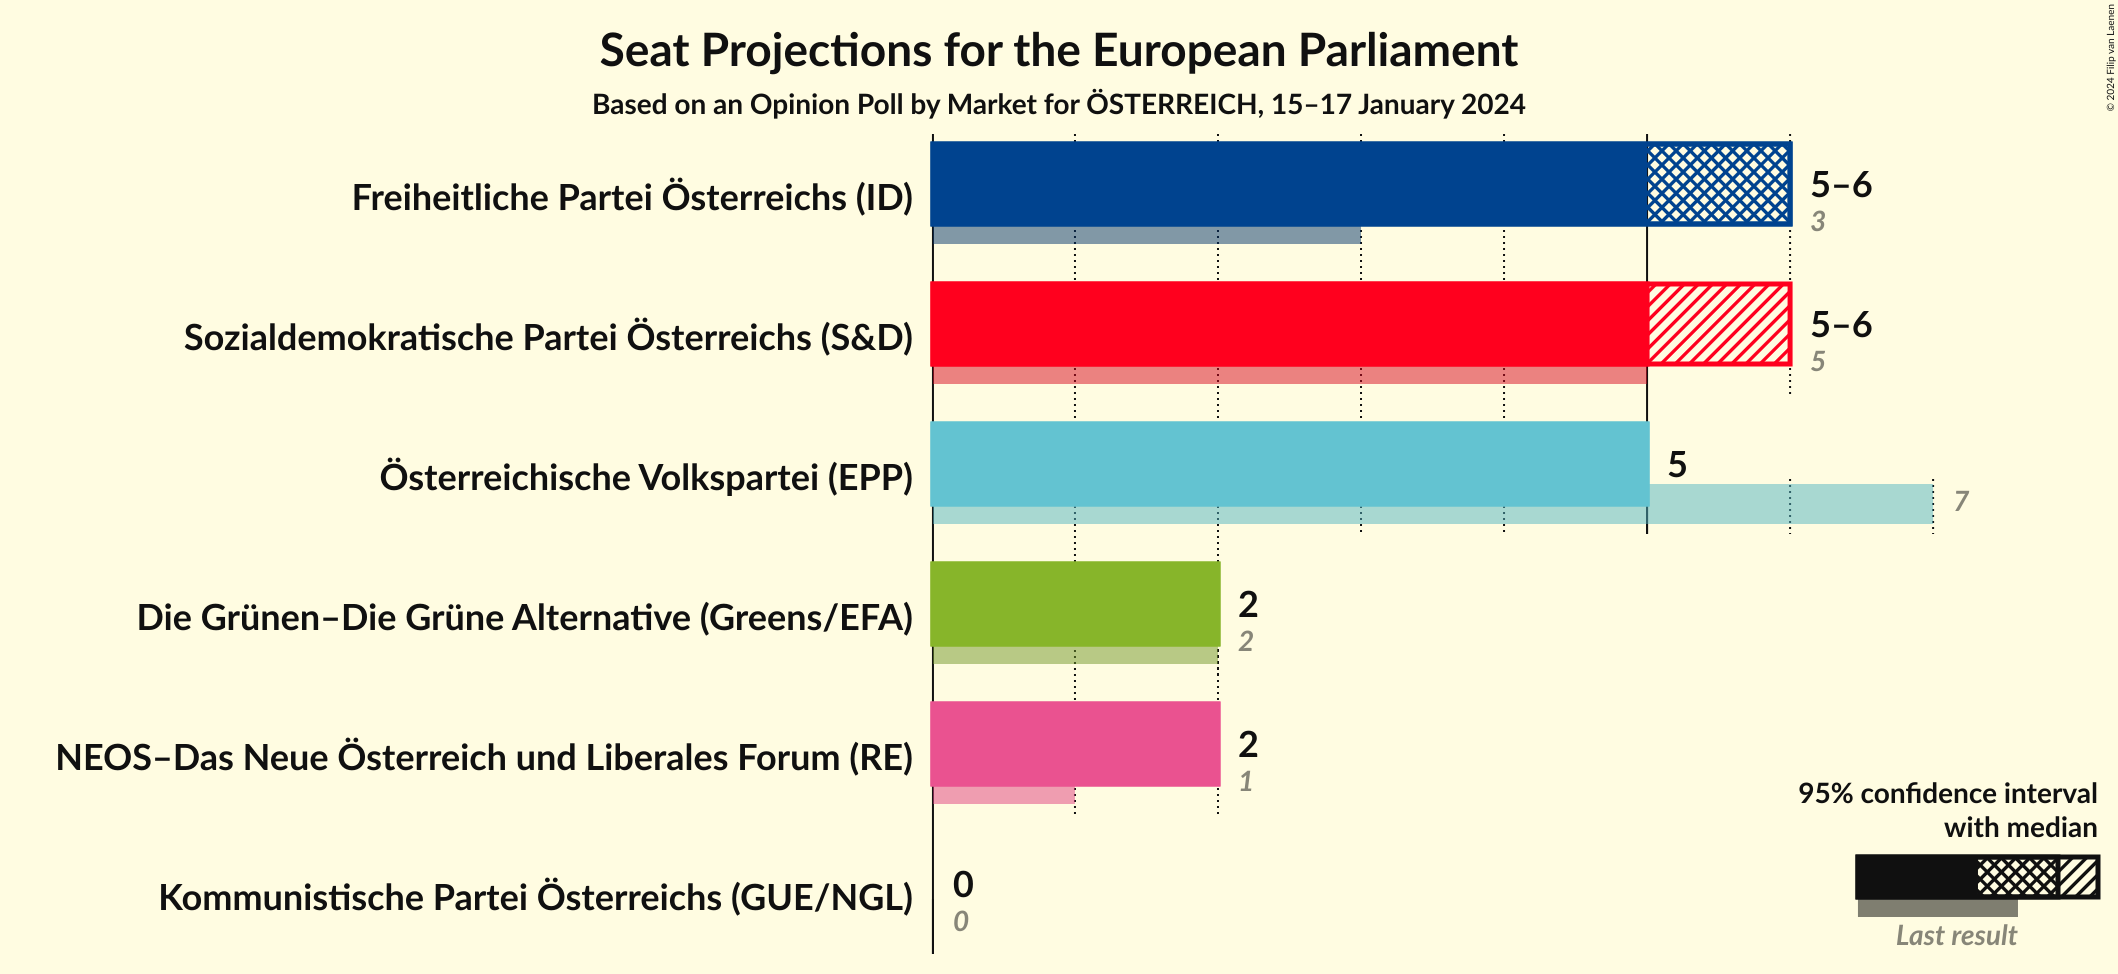 Seat Projections for the European Parliament
Based on an Opinion Poll by Market for ÖSTERREICH, 15–17 January 2024
© 2024 Filip van Laenen
Freiheitliche Partei Österreichs (ID)
5–6
3
Sozialdemokratische Partei Österreichs (S&D)
5–6
5
Österreichische Volkspartei (EPP)
5
7
Die Grünen–Die Grüne Alternative (Greens/EFA)
2
2
NEOS–Das Neue Österreich und Liberales Forum (RE)
2
1
Kommunistische Partei Österreichs (GUE/NGL)
0
0
95% confidence interval
with median
Last result